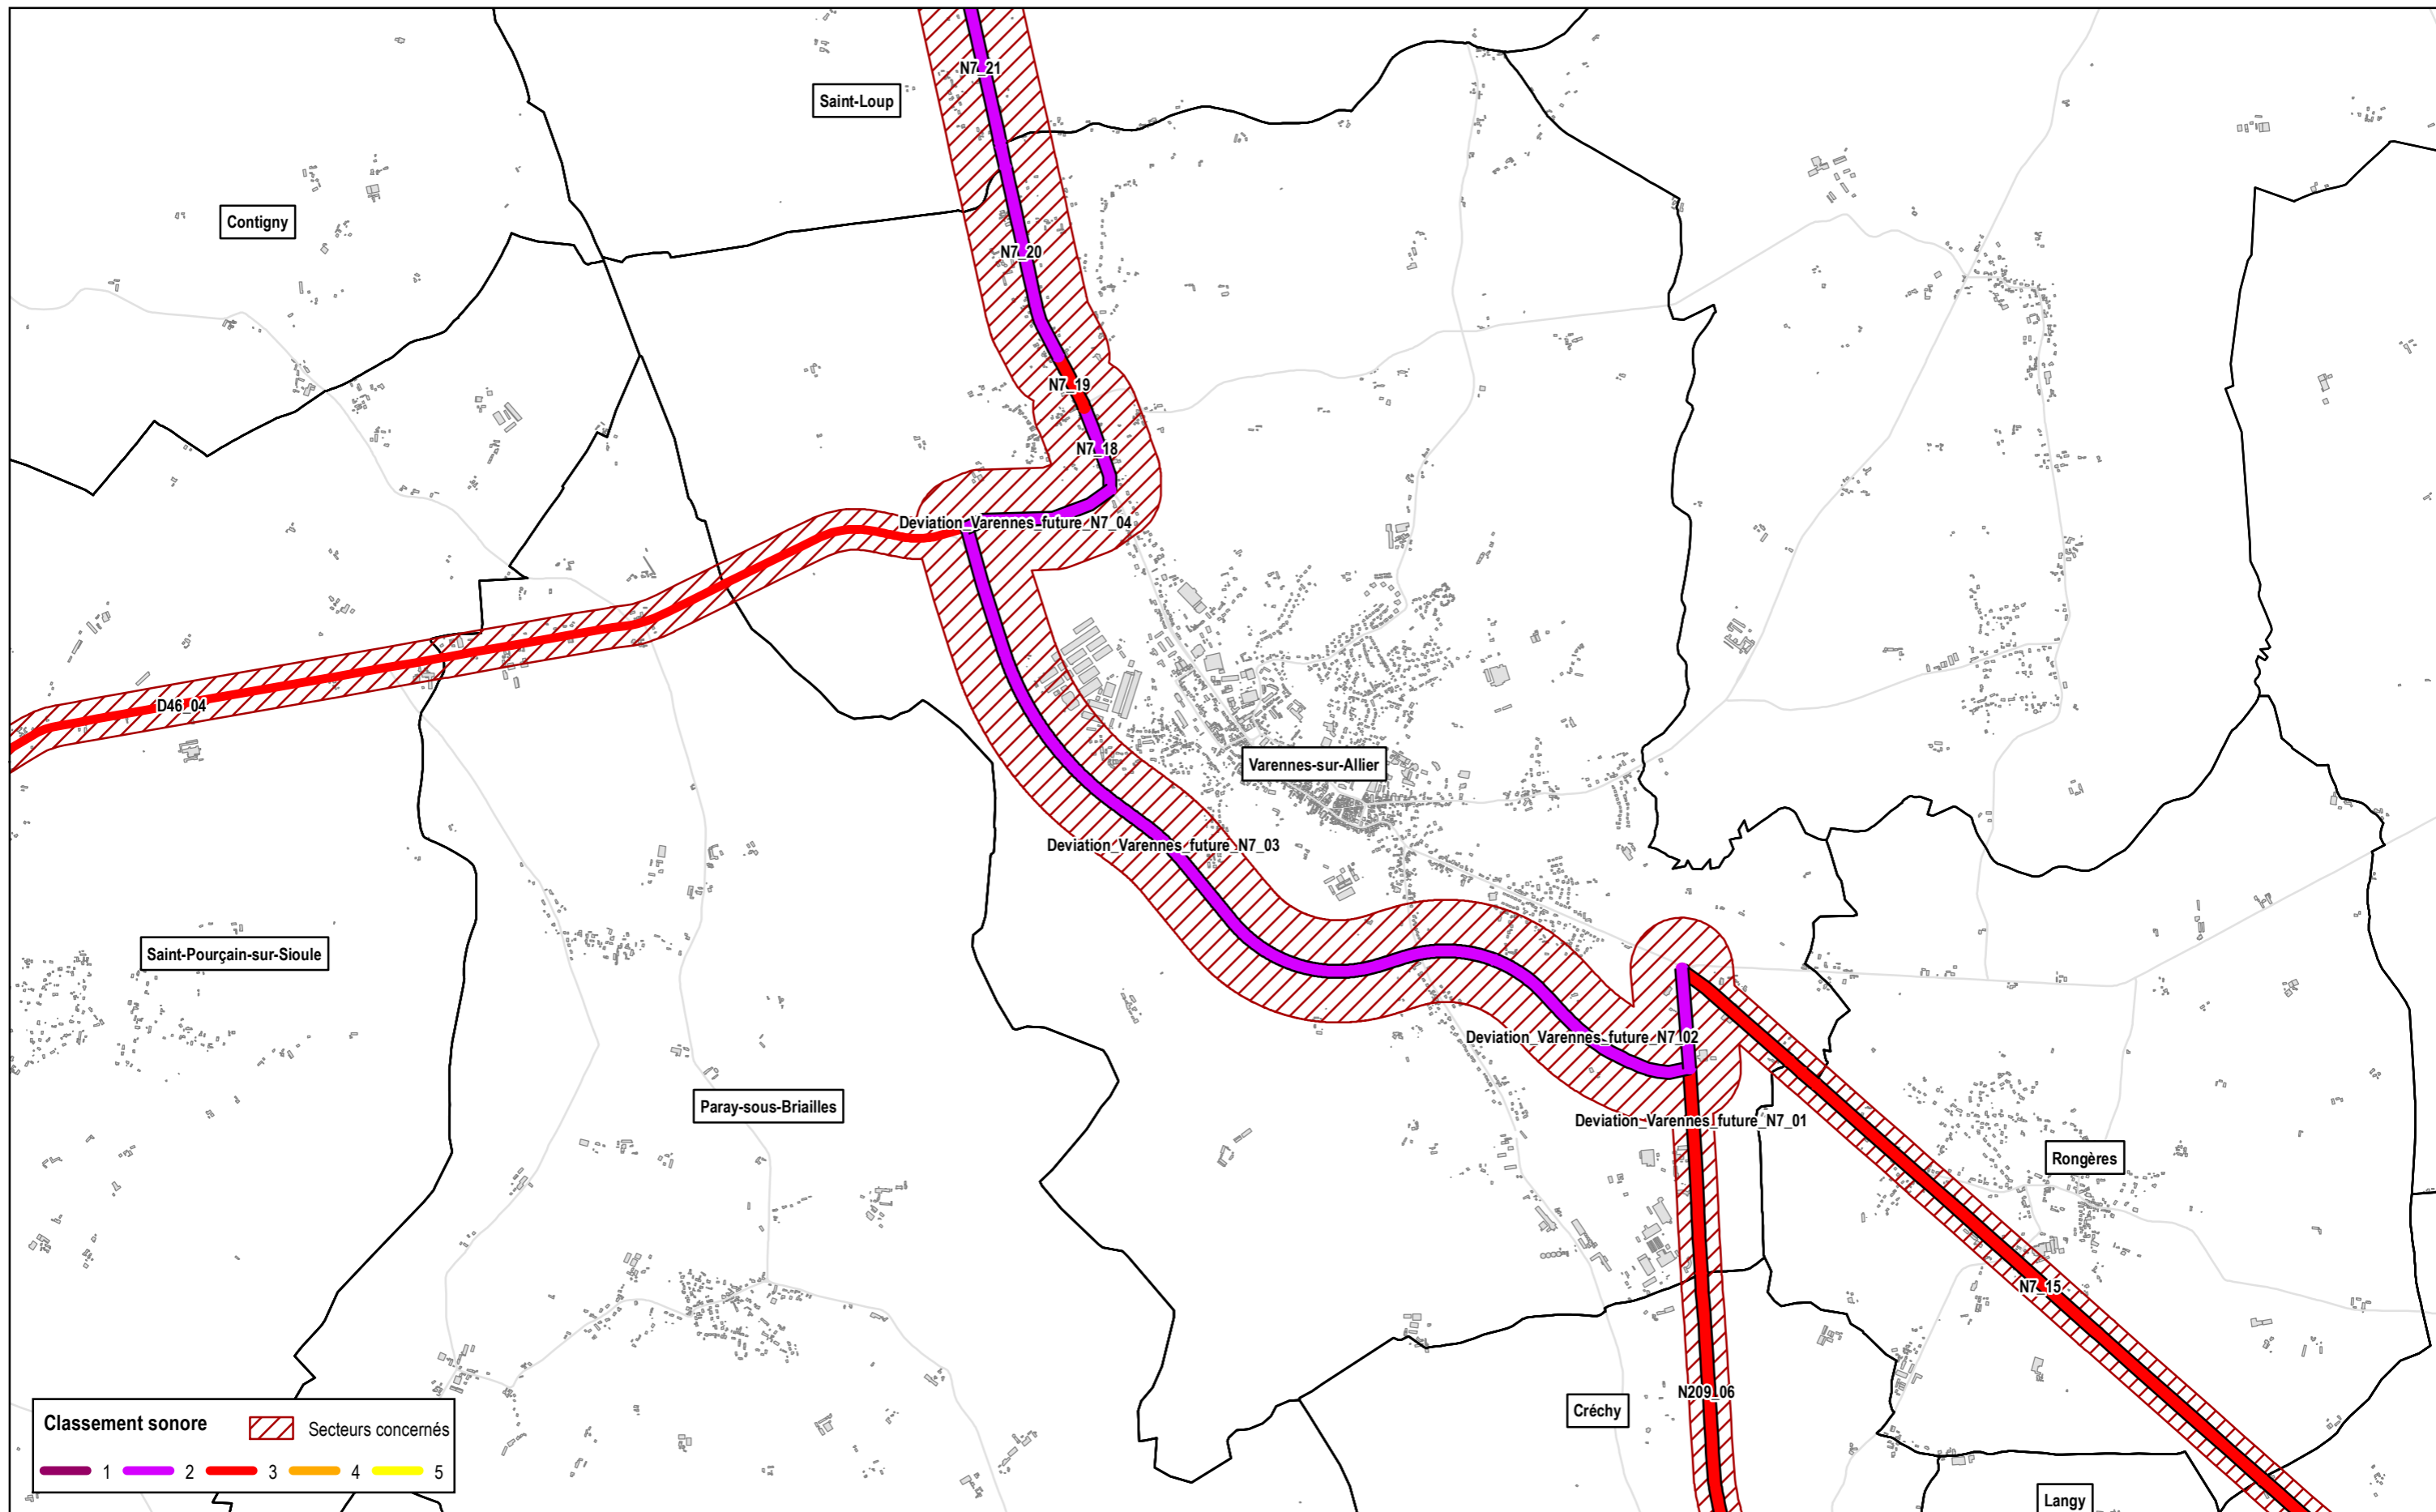 N7_21
Saint-Loup
Contigny
N7_20
N7_19
N7_18
Deviation_Varennes_future_N7_04
D46_04
Varennes-sur-Allier
Deviation_Varennes_future_N7_03
Saint-Pourçain-sur-Sioule
Deviation_Varennes_future_N7_02
Paray-sous-Briailles
Deviation_Varennes_future_N7_01
Rongères
N7_15
N209_06
Créchy
Classement sonore
Secteurs concernés
1 2 3 4 5
Langy